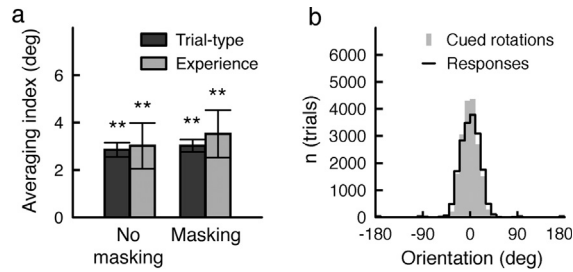 a
Averaging index (deg)
6
4
2
0
Trial-type
Experience
** ** ** **
No masking
Masking
b
n (trials)
6000
5000
4000
3000
2000
1000
0
Cued rotations
Responses
-180 -90 0 90 180
Orientation (deg)